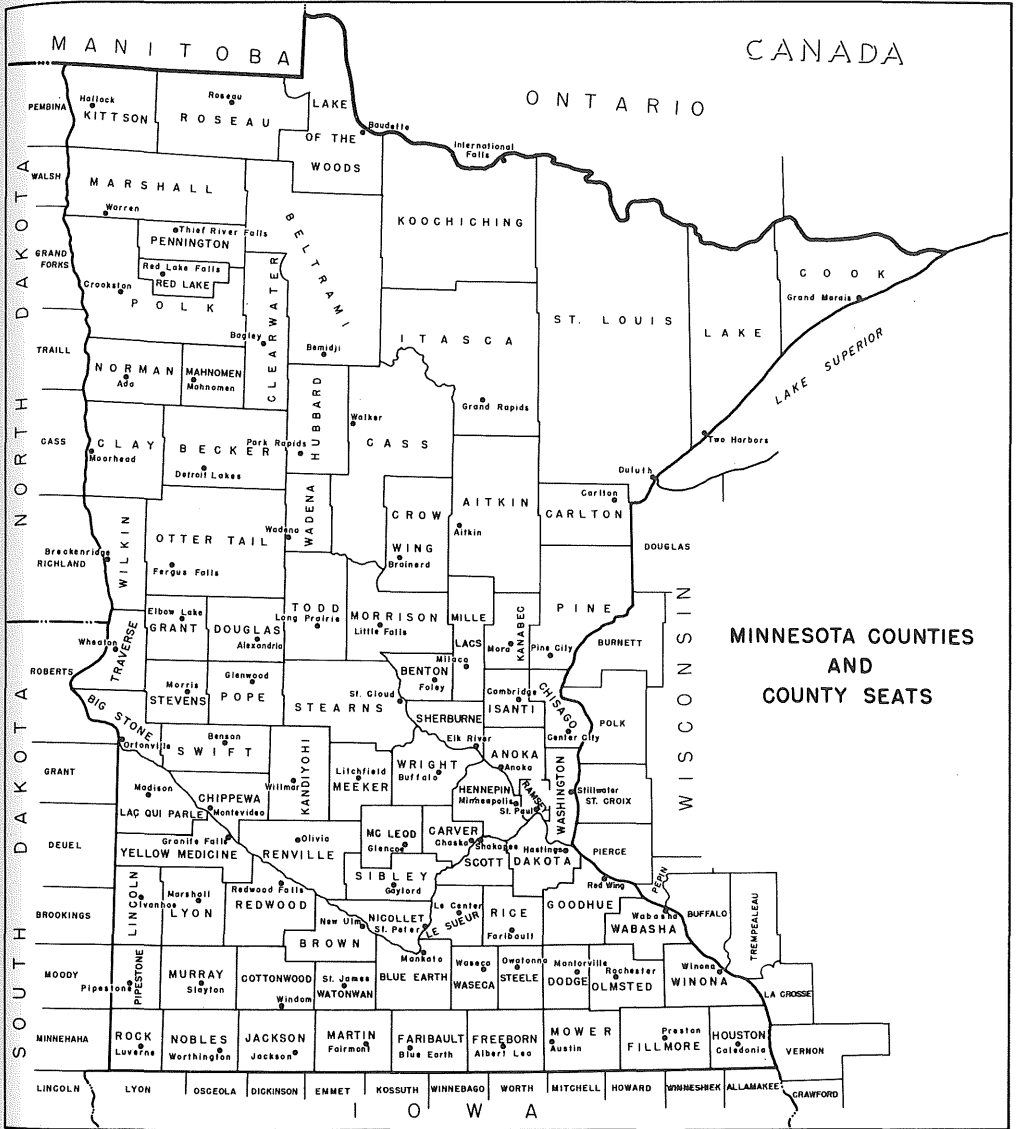 MANITOBA
CANADA
ONTARIO
PEMBINA
Hallock
KITTSON
Roseau
ROSEAU
LAKE
OF THE
WOODS
Baudette
International
Falls
WALSH
MARSHALL
Warren
BELTRAMI
KOOCHICHING
NORTH DAKOTA
GRAND
FORKS
Thief River Falls
PENNINGTON
Red Lake Falls
RED LAKE
Crookston
POLK
CLEARWATER
COOK
Grand Marais
ST. LOUIS
LAKE
LAKE SUPERIOR
TRAILL
Bagley
Bemidji
ITASCA
NORMAN
Ada
MAHNOMEN
Mahnomen
HUBBARD
Grand Rapids
Walker
CASS
CASS
CLAY
Moorhead
BECKER
Park Rapids
Detroit Lakes
Two Harbors
Duluth
WADENA
Wadena
CROW
WING
Brainerd
AITKIN
Aitkin
Carlton
CARLTON
WILKIN
OTTER TAIL
Fergus Falls
Breckenridge
RICHLAND
DOUGLAS
WISCONSIN
MINNESOTA COUNTIES
AND
COUNTY SEATS
Elbow Lake
GRANT
DOUGLAS
Alexandria
TODD
Long Prairie
MORRISON
Little Falls
MILLE
LACS
Milaca
KANABEC
Mora
PINE
Pine City
BURNETT
Wheaton
TRAVERSE
ROBERTS
Morris
STEVENS
Glenwood
POPE
STEARNS
St. Cloud
BENTON
Foley
Cambridge
ISANTI
CHISAGO
Center City
POLK
BIG STONE
Ortonville
SHERBURNE
Elk River
Benson
SWIFT
KANDIYOHI
Willmar
Litchfield
MEEKER
WRIGHT
Buffalo
ANOKA
Anoka
WASHINGTON
Stillwater
ST. CROIX
SOUTH DAKOTA
GRANT
Madison
LAC QUI PARLE
CHIPPEWA
Montevideo
HENNEPIN
Minneapolis
RAMSEY
St. Paul
DEUEL
Granite Falls
YELLOW MEDICINE
Olivia
RENVILLE
MC LEOD
Glencoe
CARVER
Chaska
Shakopee
SCOTT
Hastings
DAKOTA
PIERCE
SIBLEY
Gaylord
Red Wing
PEPIN
BROOKINGS
LINCOLN
Ivanhoe
Marshall
LYON
Redwood Falls
REDWOOD
New Ulm
BROWN
NICOLLET
St. Peter
Le Center
LE SUEUR
RICE
Faribault
GOODHUE
Wabasha
WABASHA
BUFFALO
TREMPEALEAU
MOODY
Pipestone
PIPESTONE
MURRAY
Slayton
COTTONWOOD
Windom
St. James
WATONWAN
Mankato
BLUE EARTH
Waseca
WASECA
Owatonna
STEELE
Mantorville
DODGE
Rochester
OLMSTED
Winona
WINONA
LA CROSSE
MINNEHAHA
ROCK
Luverne
NOBLES
Worthington
JACKSON
Jackson
MARTIN
Fairmont
FARIBAULT
Blue Earth
FREEBORN
Albert Lea
MOWER
Austin
Preston
FILLMORE
HOUSTON
Caledonia
VERNON
LINCOLN
LYON
OSCEOLA
DICKINSON
EMMET
KOSSUTH
WINNEBAGO
WORTH
MITCHELL
HOWARD
WINNESHIEK
ALLAMAKEE
CRAWFORD
IOWA